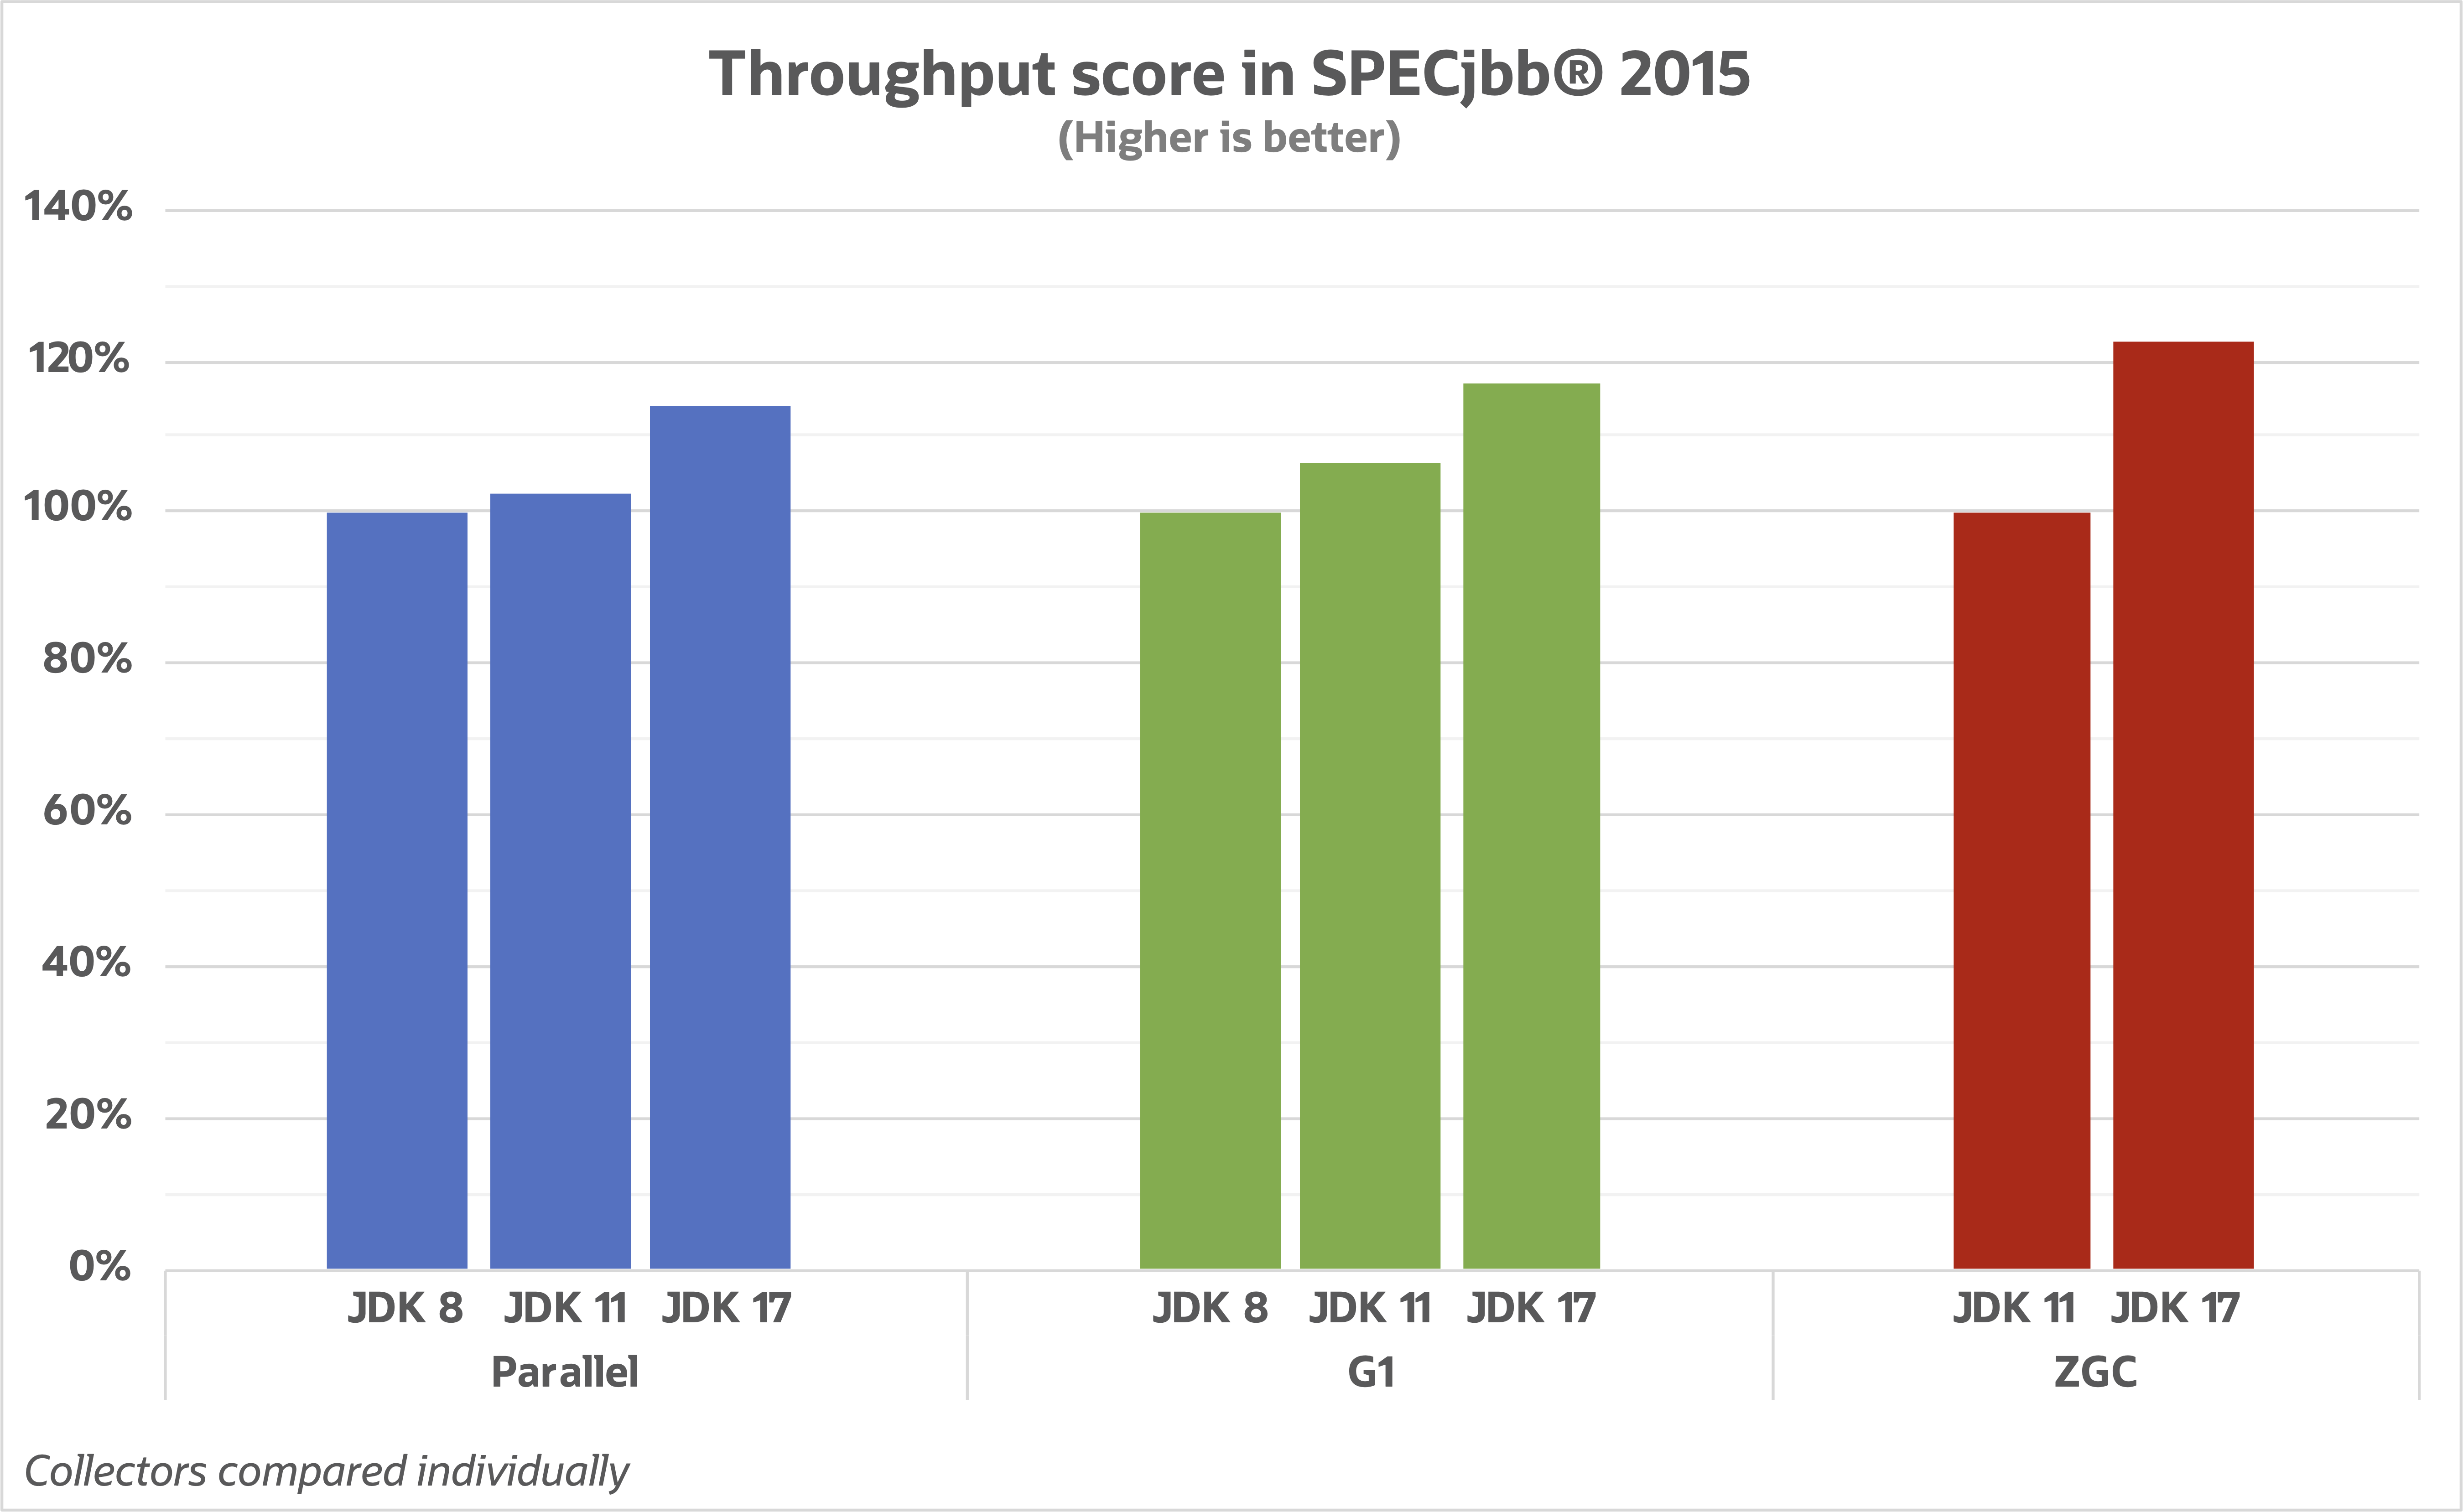 Throughput score in SPECjbb® 2015
(Higher is better)
140%
120%
100%
80%
60%
40%
20%
0%
JDK 8 JDK 11 JDK 17 JDK 8 JDK 11 JDK 17 JDK 11 JDK 17
Parallel G1 ZGC
Collectors compared individually